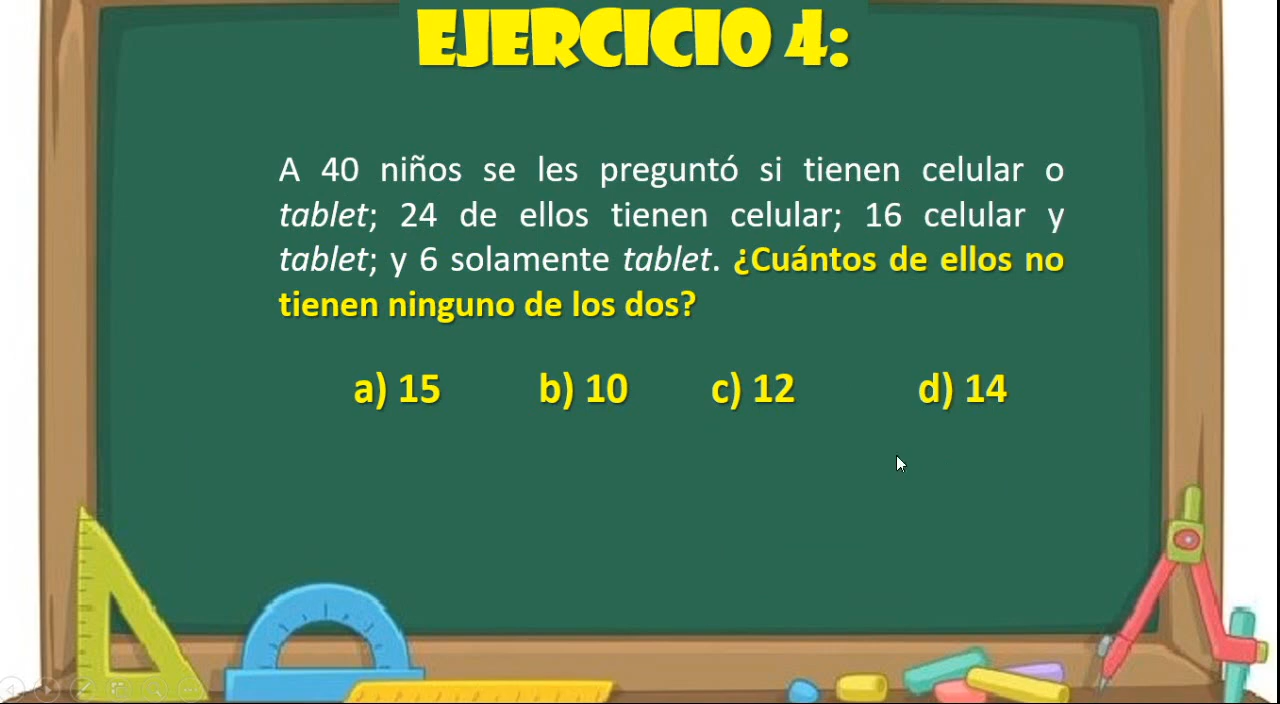 EJERCICIO 4:
A 40 niños se les preguntó si tienen celular o
tablet; 24 de ellos tienen celular; 16 celular y
tablet; y 6 solamente tablet. ¿Cuántos de ellos no
tienen ninguno de los dos?
a) 15 b) 10 c) 12 d) 14